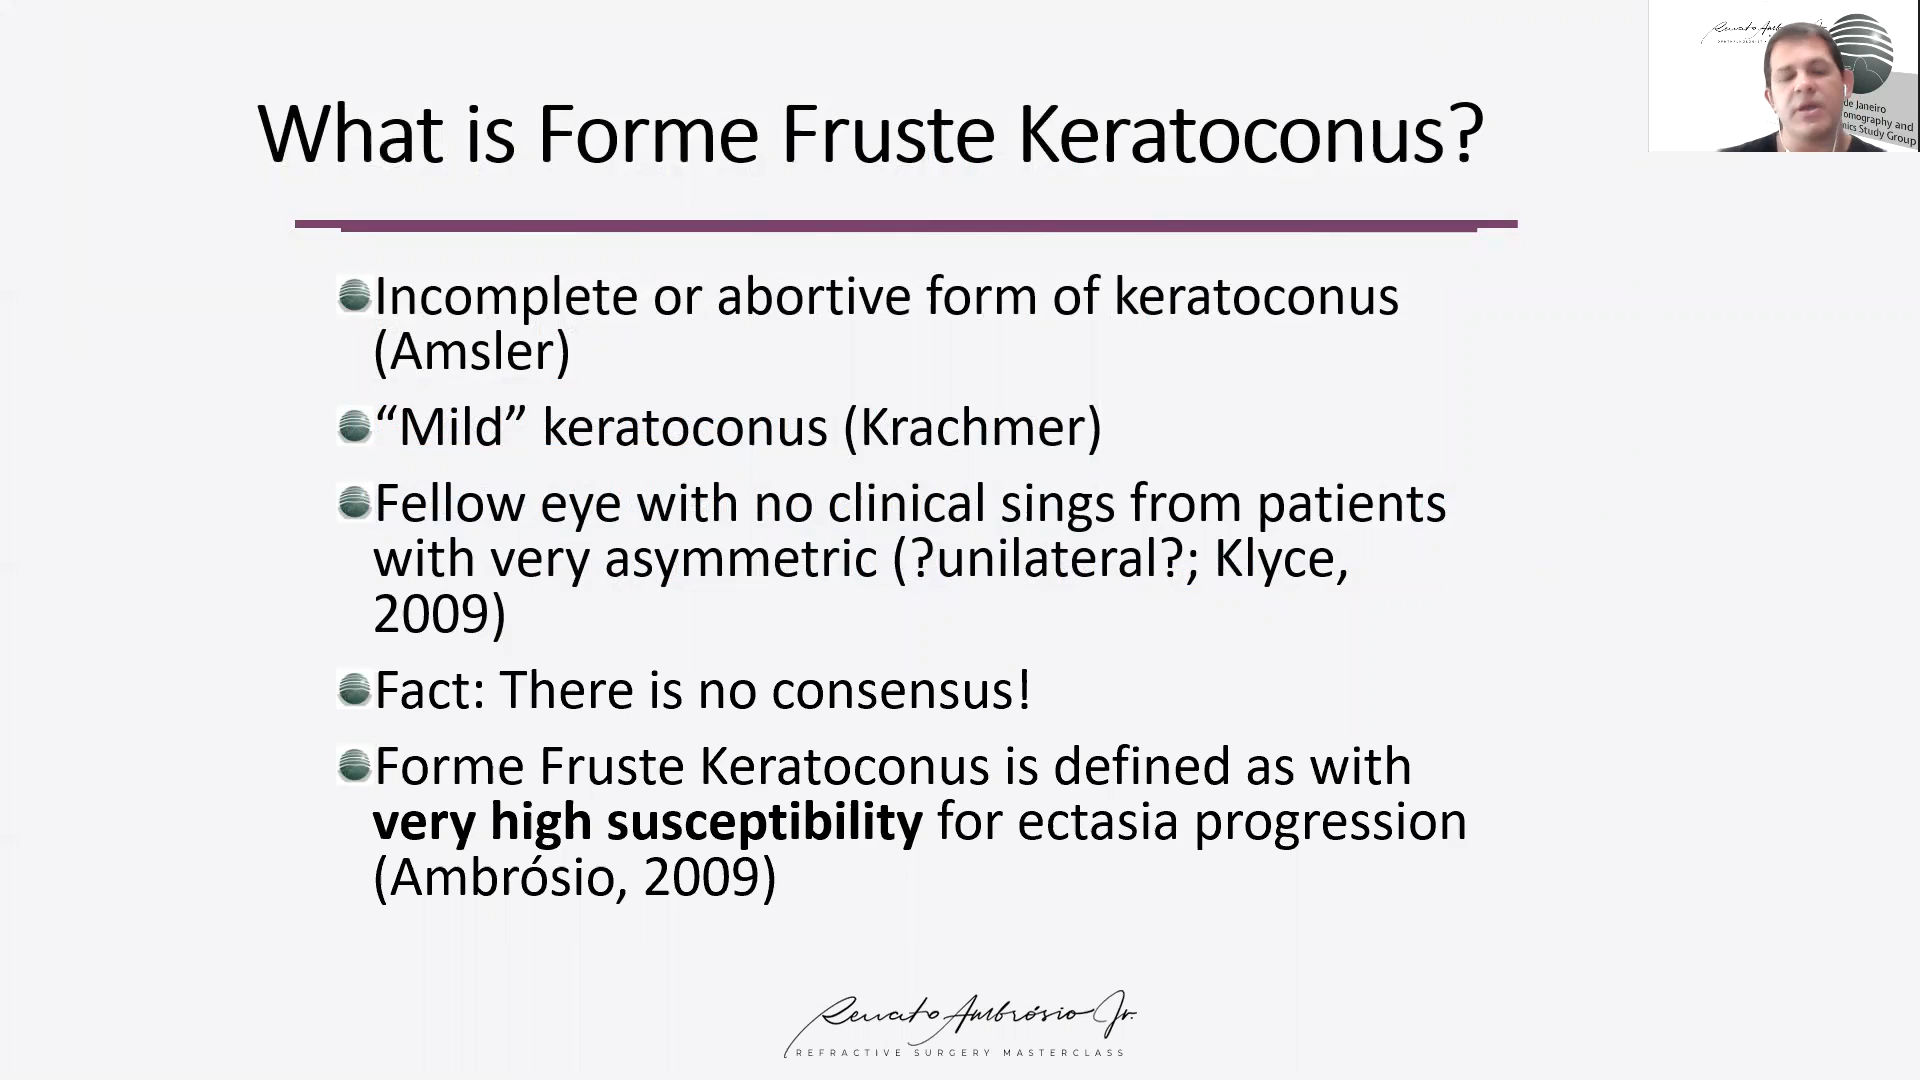 What is Forme Fruste Keratoconus?
Incomplete or abortive form of keratoconus
(Amsler)
“Mild” keratoconus (Krachmer)
Fellow eye with no clinical sings from patients
with very asymmetric (?unilateral?; Klyce,
2009)
Fact: There is no consensus!
Forme Fruste Keratoconus is defined as with
very high susceptibility for ectasia progression
(Ambrósio, 2009)
Renato Ambrósio Jr.
REFRACTIVE SURGERY MASTERCLASS
Renato
de Janeiro
omography and
Study Group